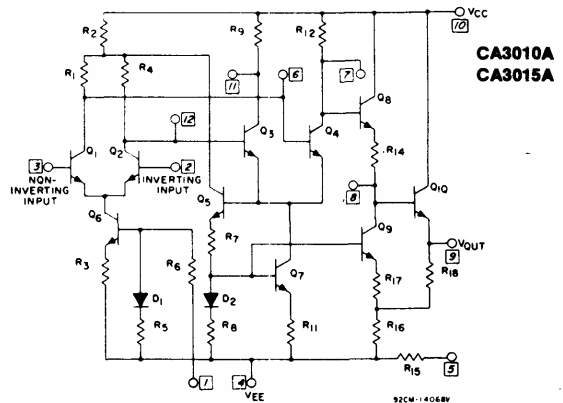 R2
R9
R12
VCC
10
CA3010A
CA3015A
R1
R4
11
6
7
Q8
12
Q3
Q4
R14
3
Q1
Q2
2
NON-
INVERTING
INPUT
INVERTING
INPUT
8
Q10
Q5
Q6
R7
Q9
VOUT
9
R3
R6
Q7
R17
R18
D1
D2
R5
R8
R11
R16
R15
5
1
4
VEE
92CM-14068V